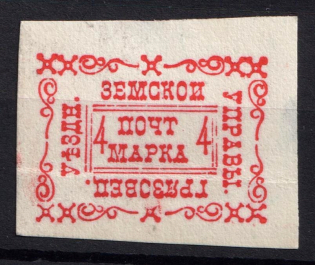 ЗЕМСКОЙ
УѢЗДН.
УПРАВЫ
4 ПОЧТ 4
МАРКА
ГРЯЗОВЕЦ.